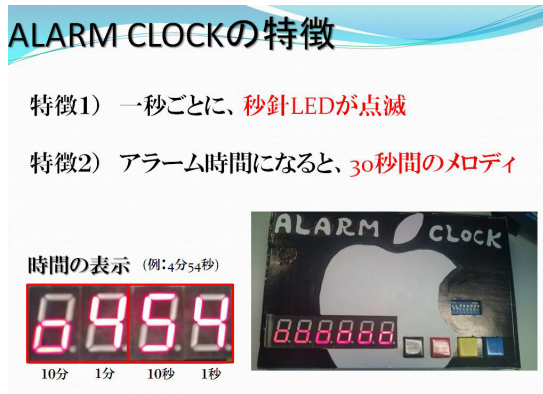 ALARM CLOCKの特徴
特徴１） 一秒ごとに、秒針LEDが点滅
特徴２） アラーム時間になると、30秒間のメロディ
ALARM CLOCK
時間の表示 (例：4分54秒)
o454
10分 1分 10秒 1秒